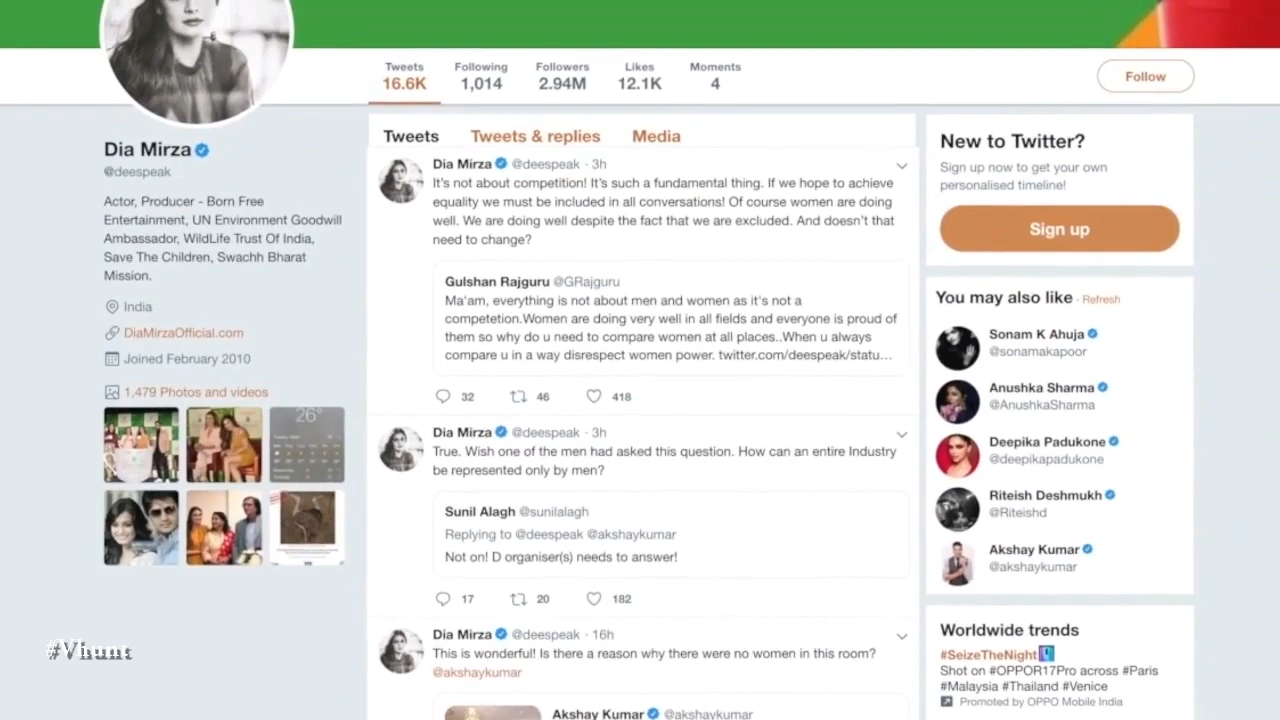 Tweets Following Followers Likes Moments
16.6K 1,014 2.94M 12.1K 4
Follow
Dia Mirza
@deespeak
Actor, Producer - Born Free
Entertainment, UN Environment Goodwill
Ambassador, WildLife Trust Of India,
Save The Children, Swachh Bharat
Mission.
India
DiaMirzaOfficial.com
Joined February 2010
1,479 Photos and videos
26°
Tweets Tweets & replies Media
Dia Mirza @deespeak · 3h
It's not about competition! It's such a fundamental thing. If we hope to achieve
equality we must be included in all conversations! Of course women are doing
well. We are doing well despite the fact that we are excluded. And doesn't that
need to change?
Gulshan Rajguru @GRajguru
Ma'am, everything is not about men and women as it's not a
competetion.Women are doing very well in all fields and everyone is proud of
them so why do u need to compare women at all places..When u always
compare u in a way disrespect women power. twitter.com/deespeak/statu...
32 46 418
Dia Mirza @deespeak · 3h
True. Wish one of the men had asked this question. How can an entire Industry
be represented only by men?
Sunil Alagh @sunilalagh
Replying to @deespeak @akshaykumar
Not on! D organiser(s) needs to answer!
17 20 182
Dia Mirza @deespeak · 16h
This is wonderful! Is there a reason why there were no women in this room?
@akshaykumar
Akshay Kumar @akshaykumar
New to Twitter?
Sign up now to get your own
personalised timeline!
Sign up
You may also like · Refresh
Sonam K Ahuja
@sonamakapoor
Anushka Sharma
@AnushkaSharma
Deepika Padukone
@deepikapadukone
Riteish Deshmukh
@Riteishd
Akshay Kumar
@akshaykumar
Worldwide trends
#SeizeTheNight
Shot on #OPPOR17Pro across #Paris
#Malaysia #Thailand #Venice
Promoted by OPPO Mobile India
#Vhunt